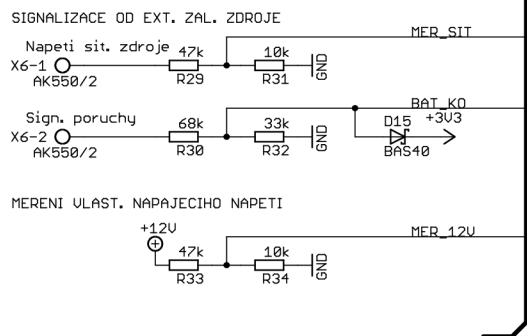 SIGNALIZACE OD EXT. ZAL. ZDROJE
MER_SIT
Napeti sit. zdroje
47k
10k
X6-1
GND
AK550/2
R29
R31
BAT_KO
Sign. poruchy
+3V3
68k
33k
D15
X6-2
GND
AK550/2
R30
R32
BAS40
MERENI VLAST. NAPAJECIHO NAPETI
+12V
MER_12V
47k
10k
GND
R33
R34